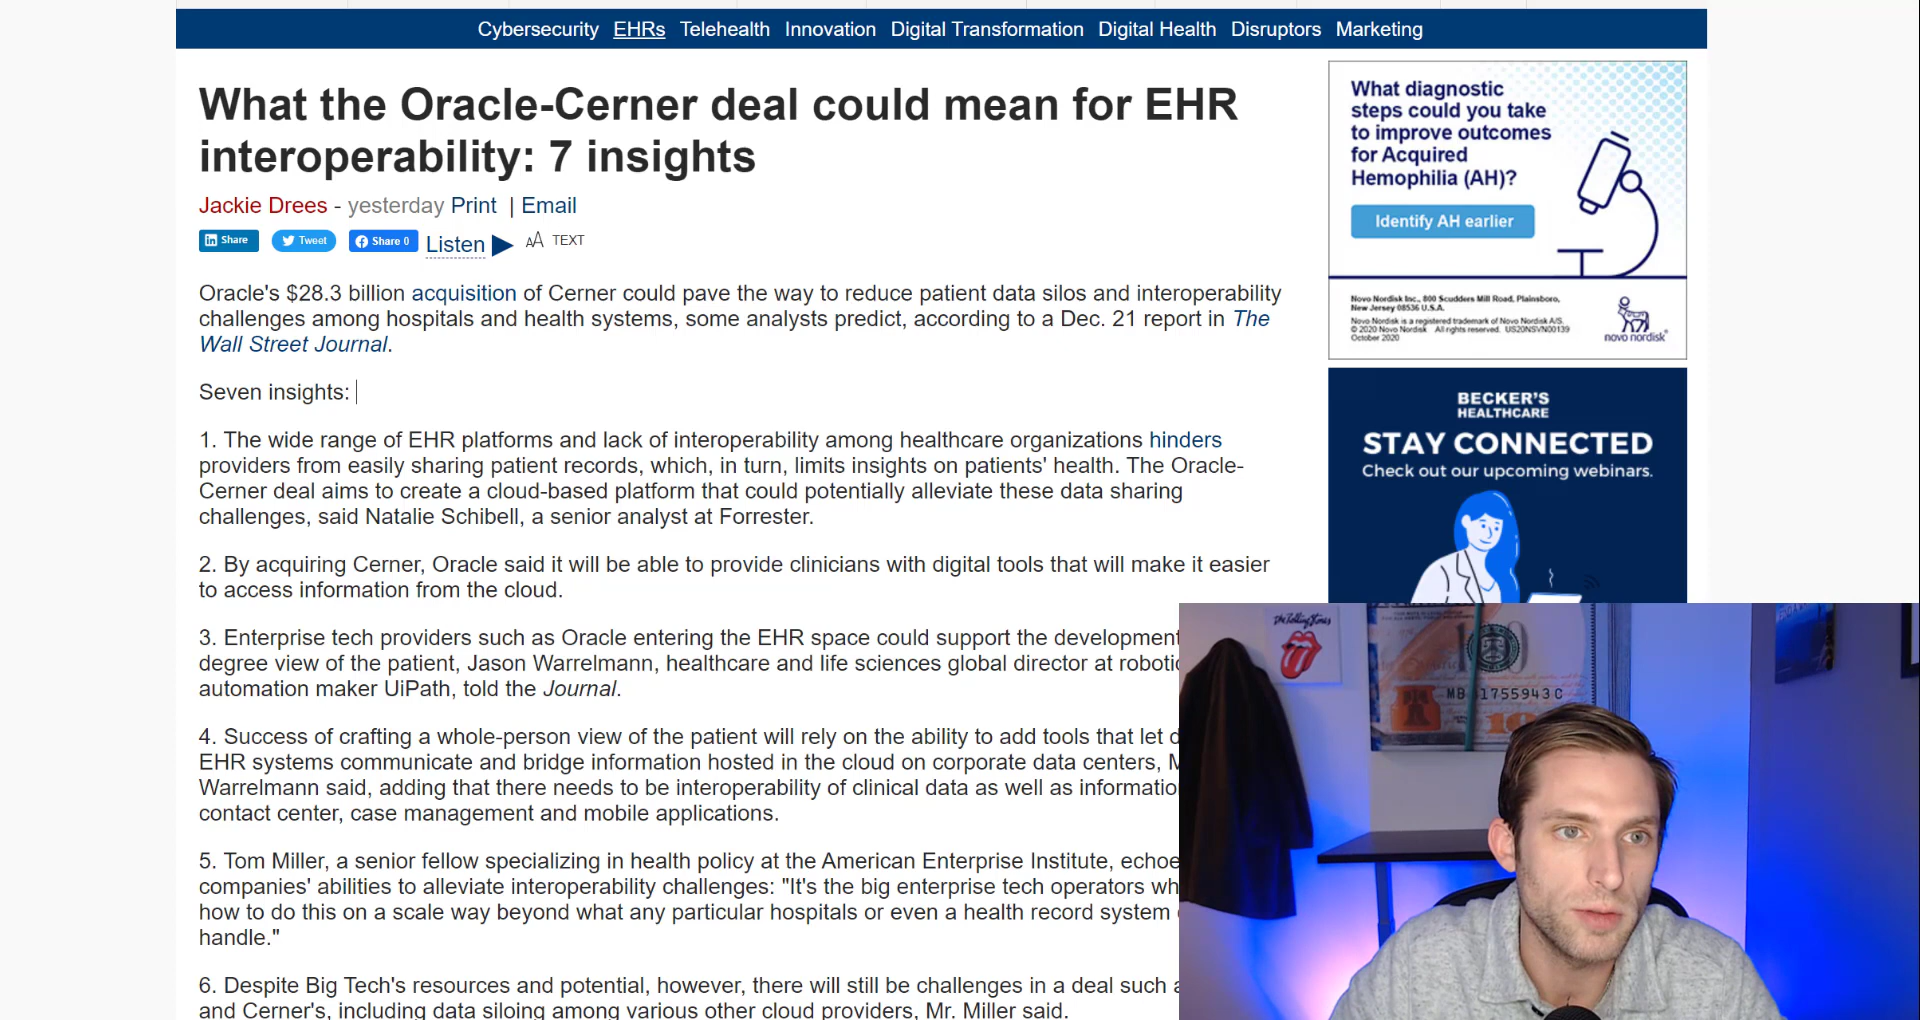 Cybersecurity EHRs Telehealth Innovation Digital Transformation Digital Health Disruptors Marketing
What the Oracle-Cerner deal could mean for EHR
interoperability: 7 insights
Jackie Drees - yesterday Print | Email
Share Tweet Share 0 Listen AA TEXT
Oracle's $28.3 billion acquisition of Cerner could pave the way to reduce patient data silos and interoperability
challenges among hospitals and health systems, some analysts predict, according to a Dec. 21 report in The
Wall Street Journal.
Seven insights:
1. The wide range of EHR platforms and lack of interoperability among healthcare organizations hinders
providers from easily sharing patient records, which, in turn, limits insights on patients' health. The Oracle-
Cerner deal aims to create a cloud-based platform that could potentially alleviate these data sharing
challenges, said Natalie Schibell, a senior analyst at Forrester.
2. By acquiring Cerner, Oracle said it will be able to provide clinicians with digital tools that will make it easier
to access information from the cloud.
3. Enterprise tech providers such as Oracle entering the EHR space could support the development
degree view of the patient, Jason Warrelmann, healthcare and life sciences global director at robotic
automation maker UiPath, told the Journal.
4. Success of crafting a whole-person view of the patient will rely on the ability to add tools that let
EHR systems communicate and bridge information hosted in the cloud on corporate data centers,
Warrelmann said, adding that there needs to be interoperability of clinical data as well as informatio
contact center, case management and mobile applications.
5. Tom Miller, a senior fellow specializing in health policy at the American Enterprise Institute, echoe
companies' abilities to alleviate interoperability challenges: "It's the big enterprise tech operators wh
how to do this on a scale way beyond what any particular hospitals or even a health record system
handle."
6. Despite Big Tech's resources and potential, however, there will still be challenges in a deal such
and Cerner's, including data siloing among various other cloud providers, Mr. Miller said.
What diagnostic
steps could you take
to improve outcomes
for Acquired
Hemophilia (AH)?
Identify AH earlier
Novo Nordisk Inc., 800 Scudders Mill Road, Plainsboro,
New Jersey 08536 U.S.A.
Novo Nordisk is a registered trademark of Novo Nordisk A/S.
© 2020 Novo Nordisk All rights reserved. US20NSVN00139
October 2020
novo nordisk®
BECKER'S
HEALTHCARE
STAY CONNECTED
Check out our upcoming webinars.
The Rolling Stones
MB 1755943 C